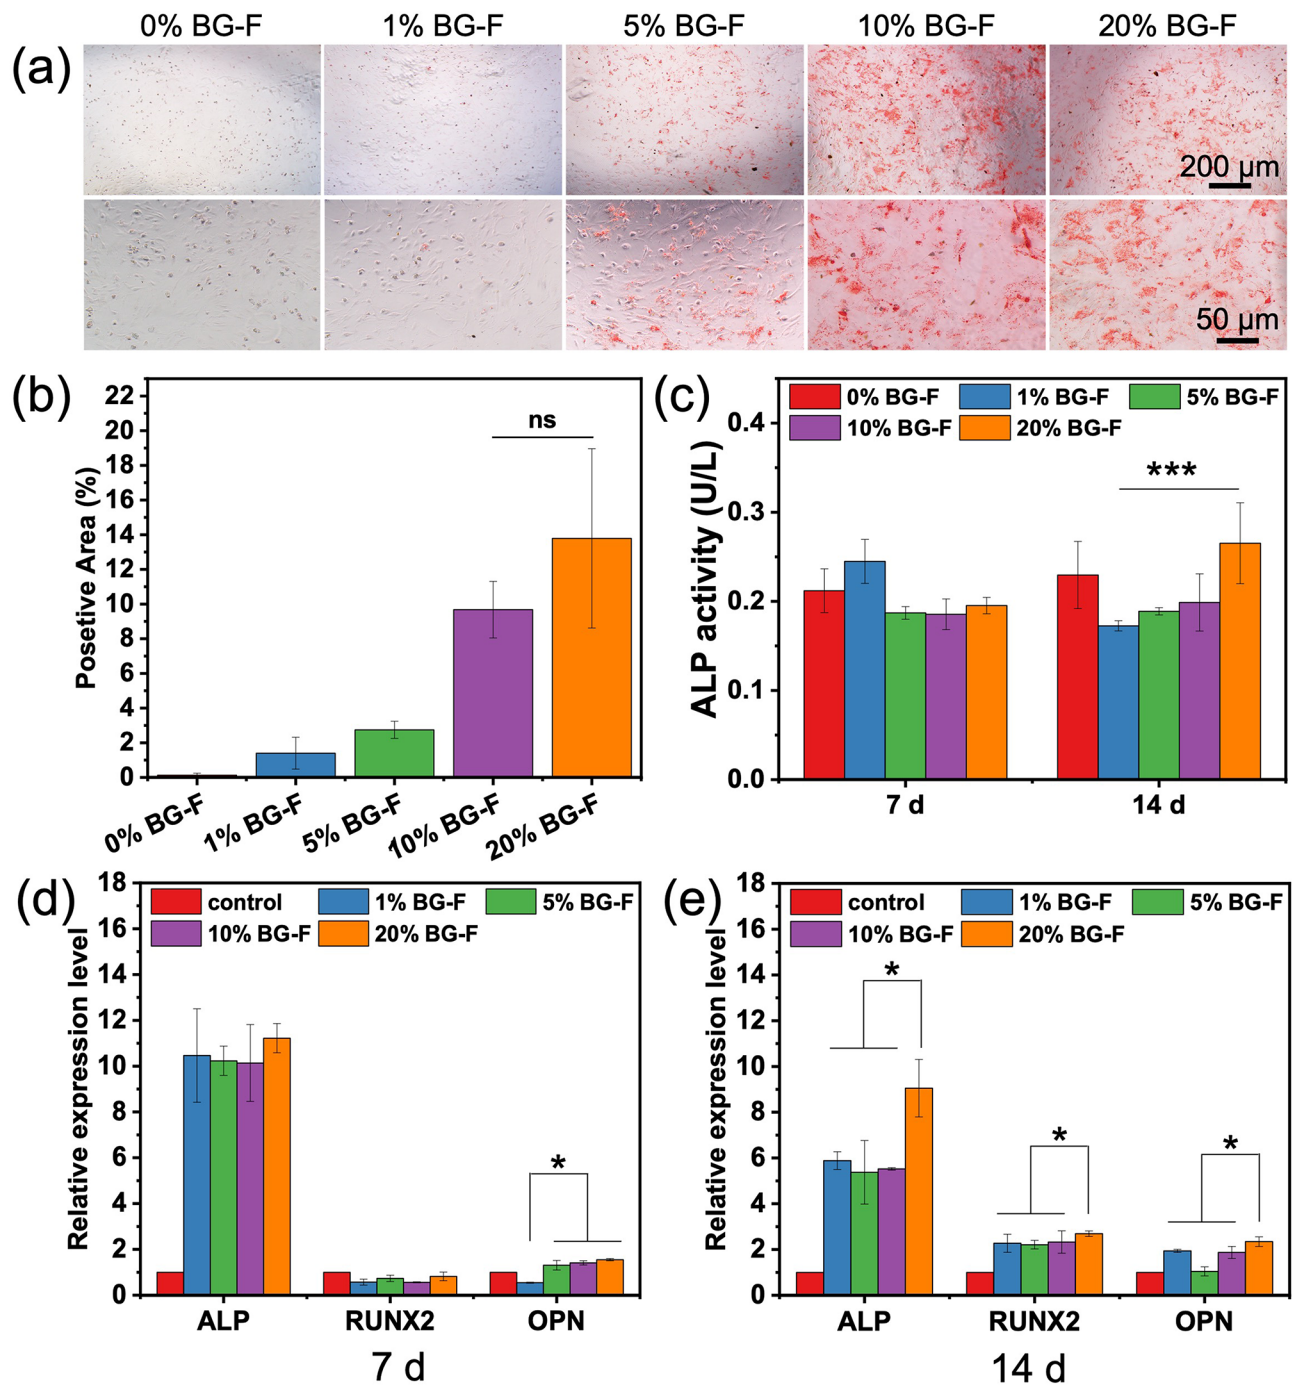 0% BG-F 1% BG-F 5% BG-F 10% BG-F 20% BG-F
(a)
200 μm
50 μm
(b)
Posetive Area (%)
22
20
18
16
14
12
10
8
6
4
2
0
ns
0% BG-F 1% BG-F 5% BG-F 10% BG-F 20% BG-F
(c)
ALP activity (U/L)
0.4
0.3
0.2
0.1
0.0
0% BG-F 1% BG-F 5% BG-F
10% BG-F 20% BG-F
***
7 d 14 d
(d)
Relative expression level
18
16
14
12
10
8
6
4
2
0
control 1% BG-F 5% BG-F
10% BG-F 20% BG-F
*
ALP RUNX2 OPN
7 d
(e)
Relative expression level
18
16
14
12
10
8
6
4
2
0
control 1% BG-F 5% BG-F
10% BG-F 20% BG-F
*
*
*
ALP RUNX2 OPN
14 d